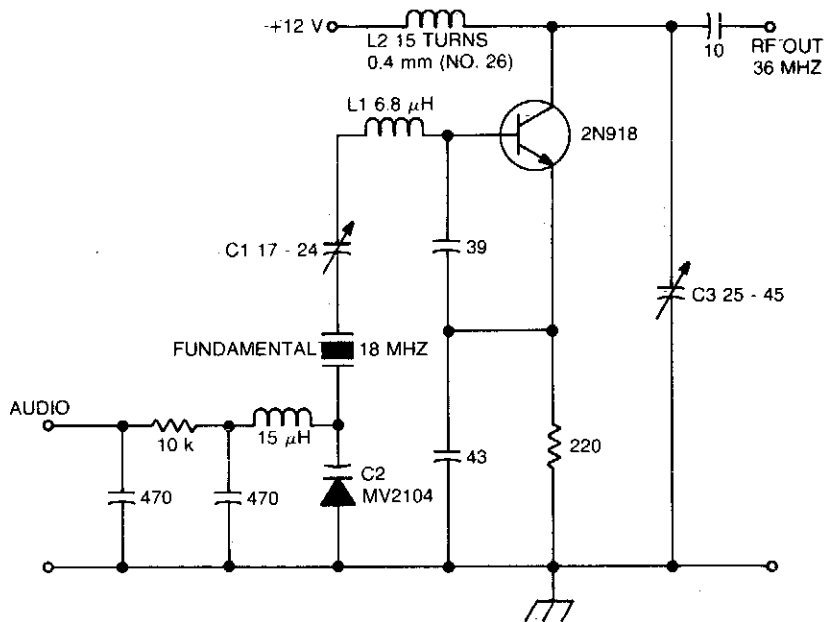 -+12 V
L2 15 TURNS
0.4 mm (NO. 26)
10
RF OUT
36 MHZ
L1 6.8 μH
2N918
C1 17 - 24
39
C3 25 - 45
FUNDAMENTAL
18 MHZ
AUDIO
10 k
15 μH
43
220
C2
MV2104
470
470